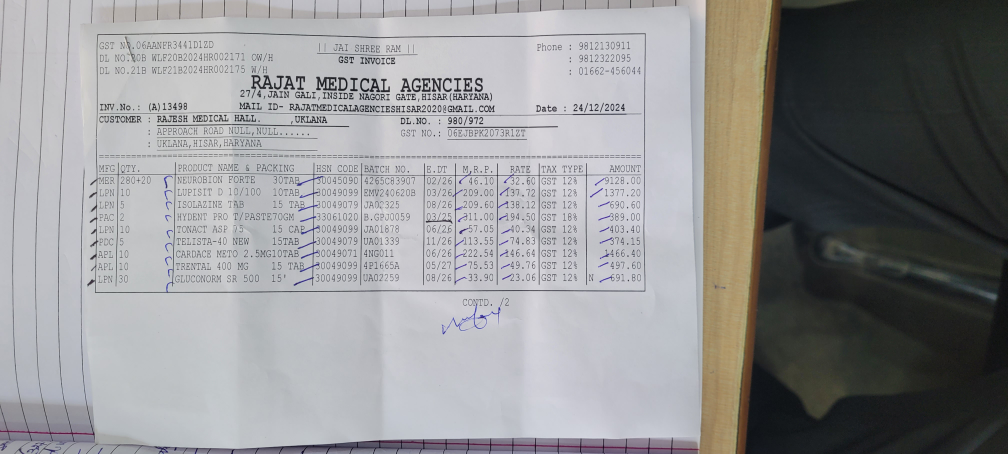 GST NO.06AANFR3441D1ZD
|| JAI SHREE RAM ||
Phone : 9812130911
DL NO.20B WLF20B2024HR002171 OW/H
GST INVOICE
: 9812322095
DL NO.21B WLF21B2024HR002175 W/H
: 01662-456044
RAJAT MEDICAL AGENCIES
27/4,JAIN GALI,INSIDE NAGORI GATE,HISAR(HARYANA)
INV.No.: (A)13498 MAIL ID- RAJATMEDICALAGENCIESHISAR2020@GMAIL.COM Date : 24/12/2024
CUSTOMER : RAJESH MEDICAL HALL. ,UKLANA DL.NO. : 980/972
: APPROACH ROAD NULL,NULL...... GST NO.: 06EJBPK2073R1ZT
: UKLANA,HISAR,HARYANA
MFG QTY. PRODUCT NAME & PACKING HSN CODE BATCH NO. E.DT M.R.P. RATE TAX TYPE AMOUNT
MER 280+20 NEUROBION FORTE 30TAB 30045090 4265C83907 02/26 46.10 32.60 GST 12% 9128.00
LPN 10 LUPISIT D 10/100 10TAB 30049099 EMV240620B 03/26 209.00 137.72 GST 12% 1377.20
LPN 5 ISOLAZINE TAB 15 TAB 30049079 JA02325 08/26 209.60 138.12 GST 12% 690.60
PAC 2 HYDENT PRO T/PASTE70GM 33061020 B.GPJ0059 03/25 311.00 194.50 GST 18% 389.00
LPN 10 TONACT ASP 75 15 CAP 30049099 JA01878 06/26 57.05 40.34 GST 12% 403.40
PDC 5 TELISTA-40 NEW 15TAB 30049079 UA01339 11/26 113.55 74.83 GST 12% 374.15
APL 10 CARDACE METO 2.5MG10TAB 30049071 4NG011 06/26 222.54 146.64 GST 12% 1466.40
APL 10 TRENTAL 400 MG 15 TAB 30049099 4P1665A 05/27 75.53 49.76 GST 12% 497.60
LPN 30 GLUCONORM SR 500 15' 30049099 UA02259 08/26 33.90 23.06 GST 12% N 691.80
CONTD. /2